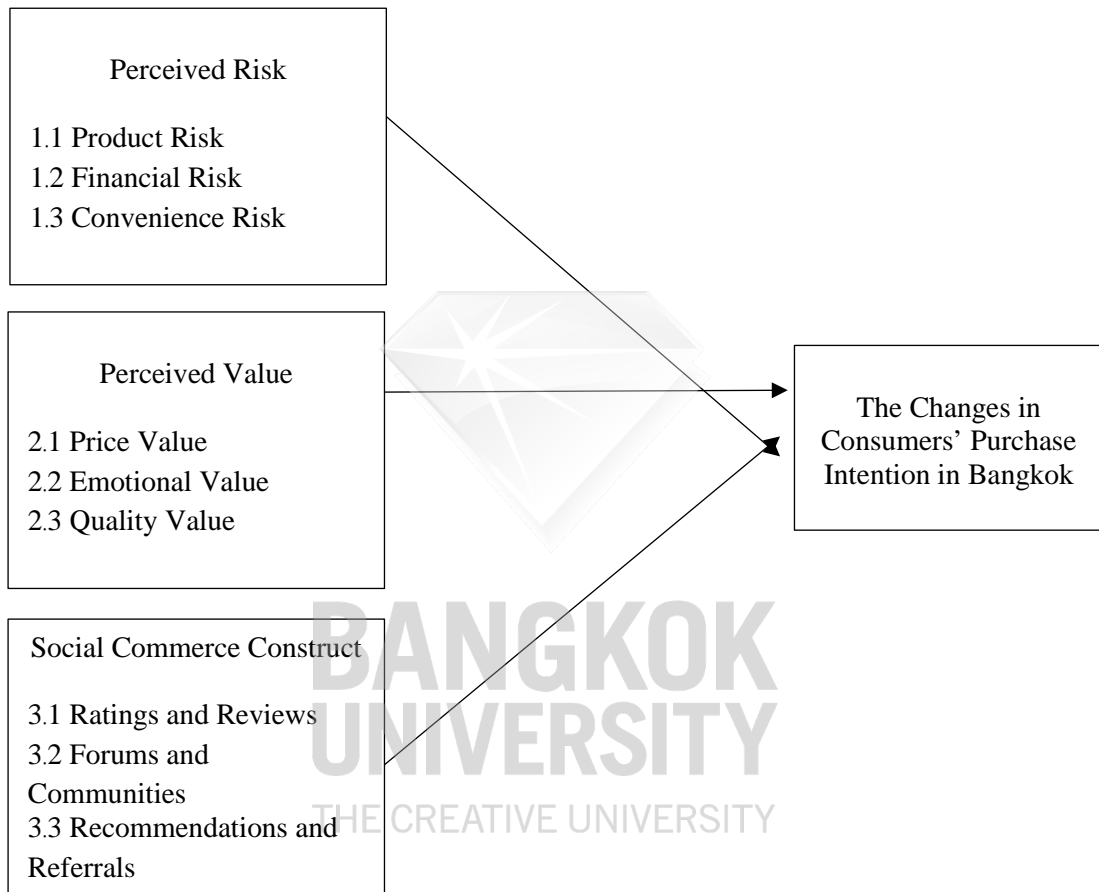 Perceived Risk
1.1 Product Risk
1.2 Financial Risk
1.3 Convenience Risk
Perceived Value
2.1 Price Value
2.2 Emotional Value
2.3 Quality Value
Social Commerce Construct
3.1 Ratings and Reviews
3.2 Forums and
Communities
3.3 Recommendations and
Referrals
The Changes in
Consumers’ Purchase
Intention in Bangkok
BANGKOK
UNIVERSITY
THE CREATIVE UNIVERSITY